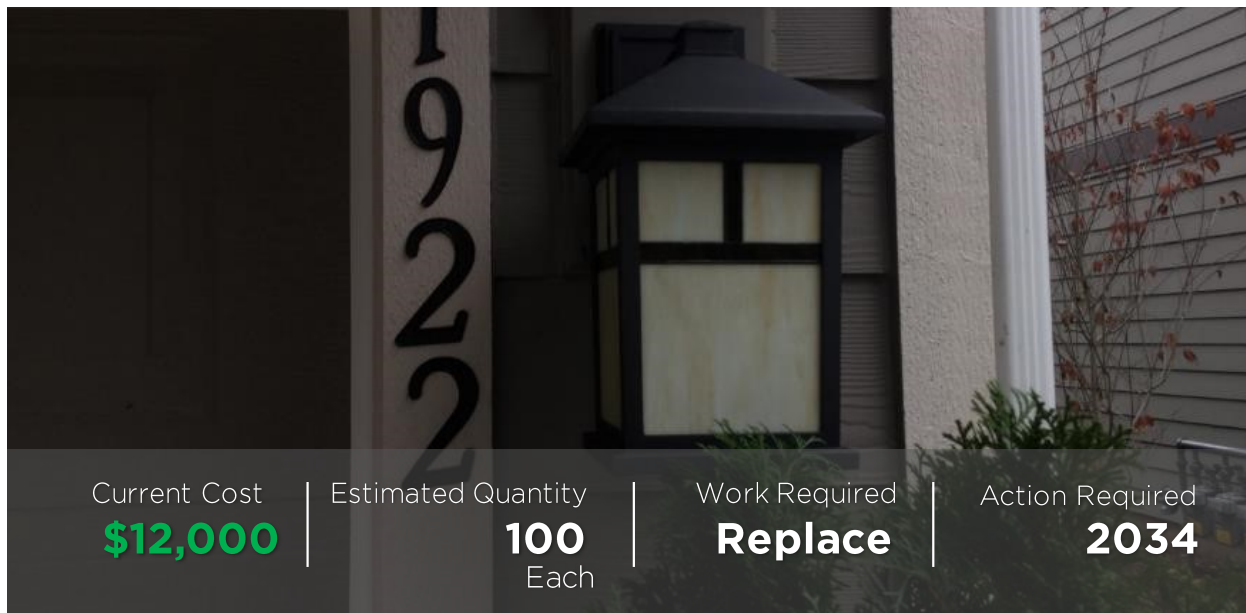 1922
Current Cost
$12,000
Estimated Quantity
100
Each
Work Required
Replace
Action Required
2034